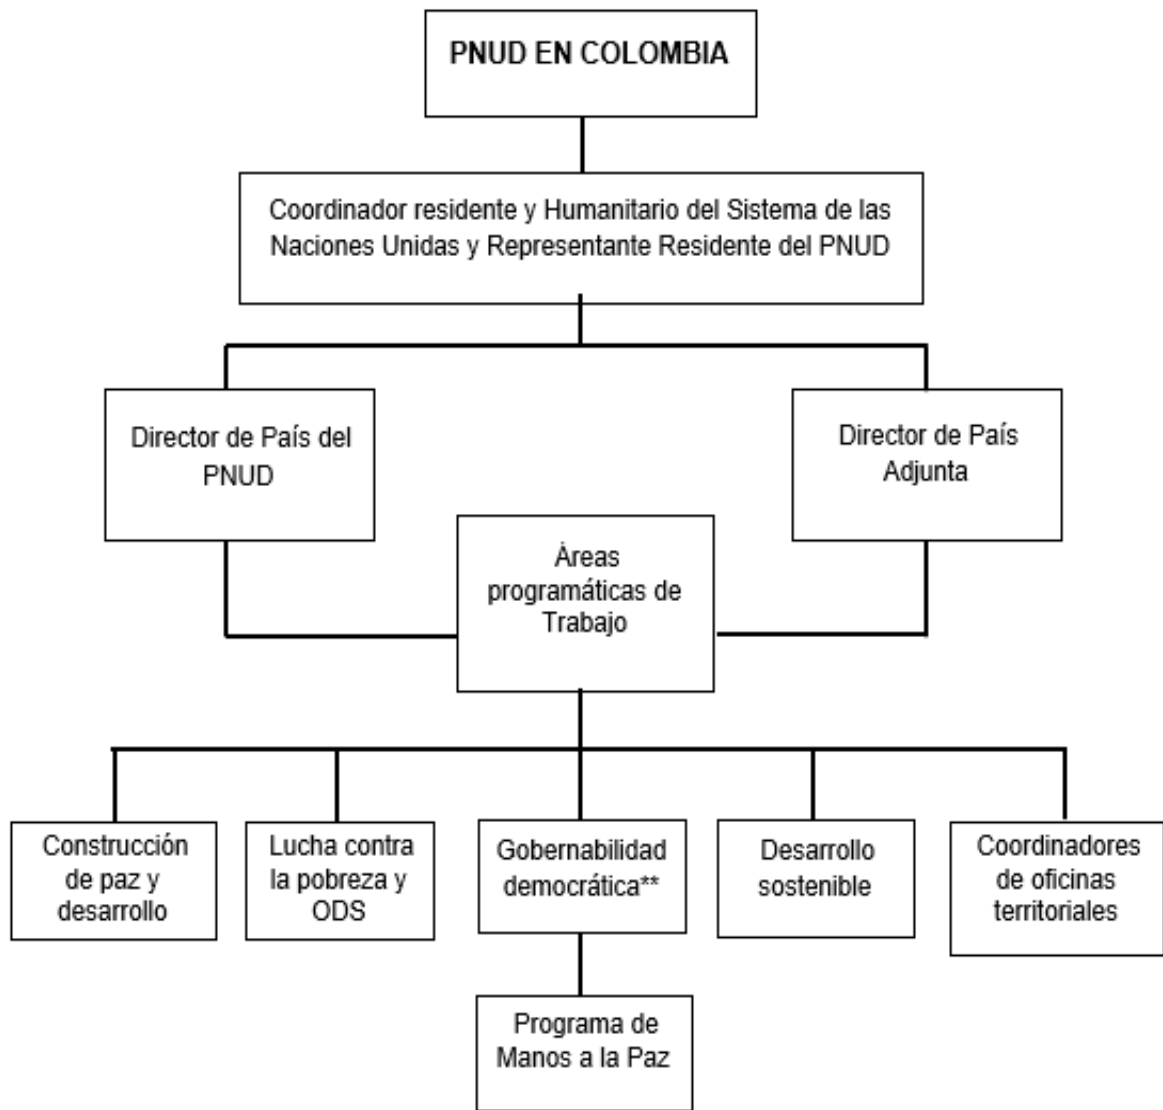 PNUD EN COLOMBIA
Coordinador residente y Humanitario del Sistema de las
Naciones Unidas y Representante Residente del PNUD
Director de País del
PNUD
Director de País
Adjunta
Áreas
programáticas de
Trabajo
Construcción
de paz y
desarrollo
Lucha contra
la pobreza y
ODS
Gobernabilidad
democrática**
Desarrollo
sostenible
Coordinadores
de oficinas
territoriales
Programa de
Manos a la Paz